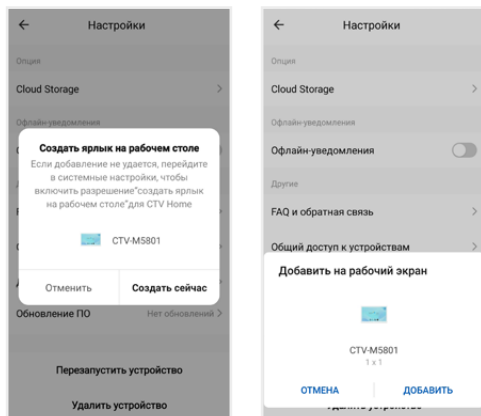 Настройки
Опция
Cloud Storage
Офлайн-уведомления
Создать ярлык на рабочем столе
Если добавление не удается, перейдите
в системные настройки, чтобы
включить разрешение"создать ярлык
на рабочем столе"для CTV Home
CTV-M5801
Отменить
Создать сейчас
Обновление ПО
Нет обновлений
Перезапустить устройство
Удалить устройство
Настройки
Опция
Cloud Storage
Офлайн-уведомления
Офлайн-уведомления
Другие
FAQ и обратная связь
Общий доступ к устройствам
Добавить на рабочий экран
CTV-M5801
1 x 1
ОТМЕНА
ДОБАВИТЬ